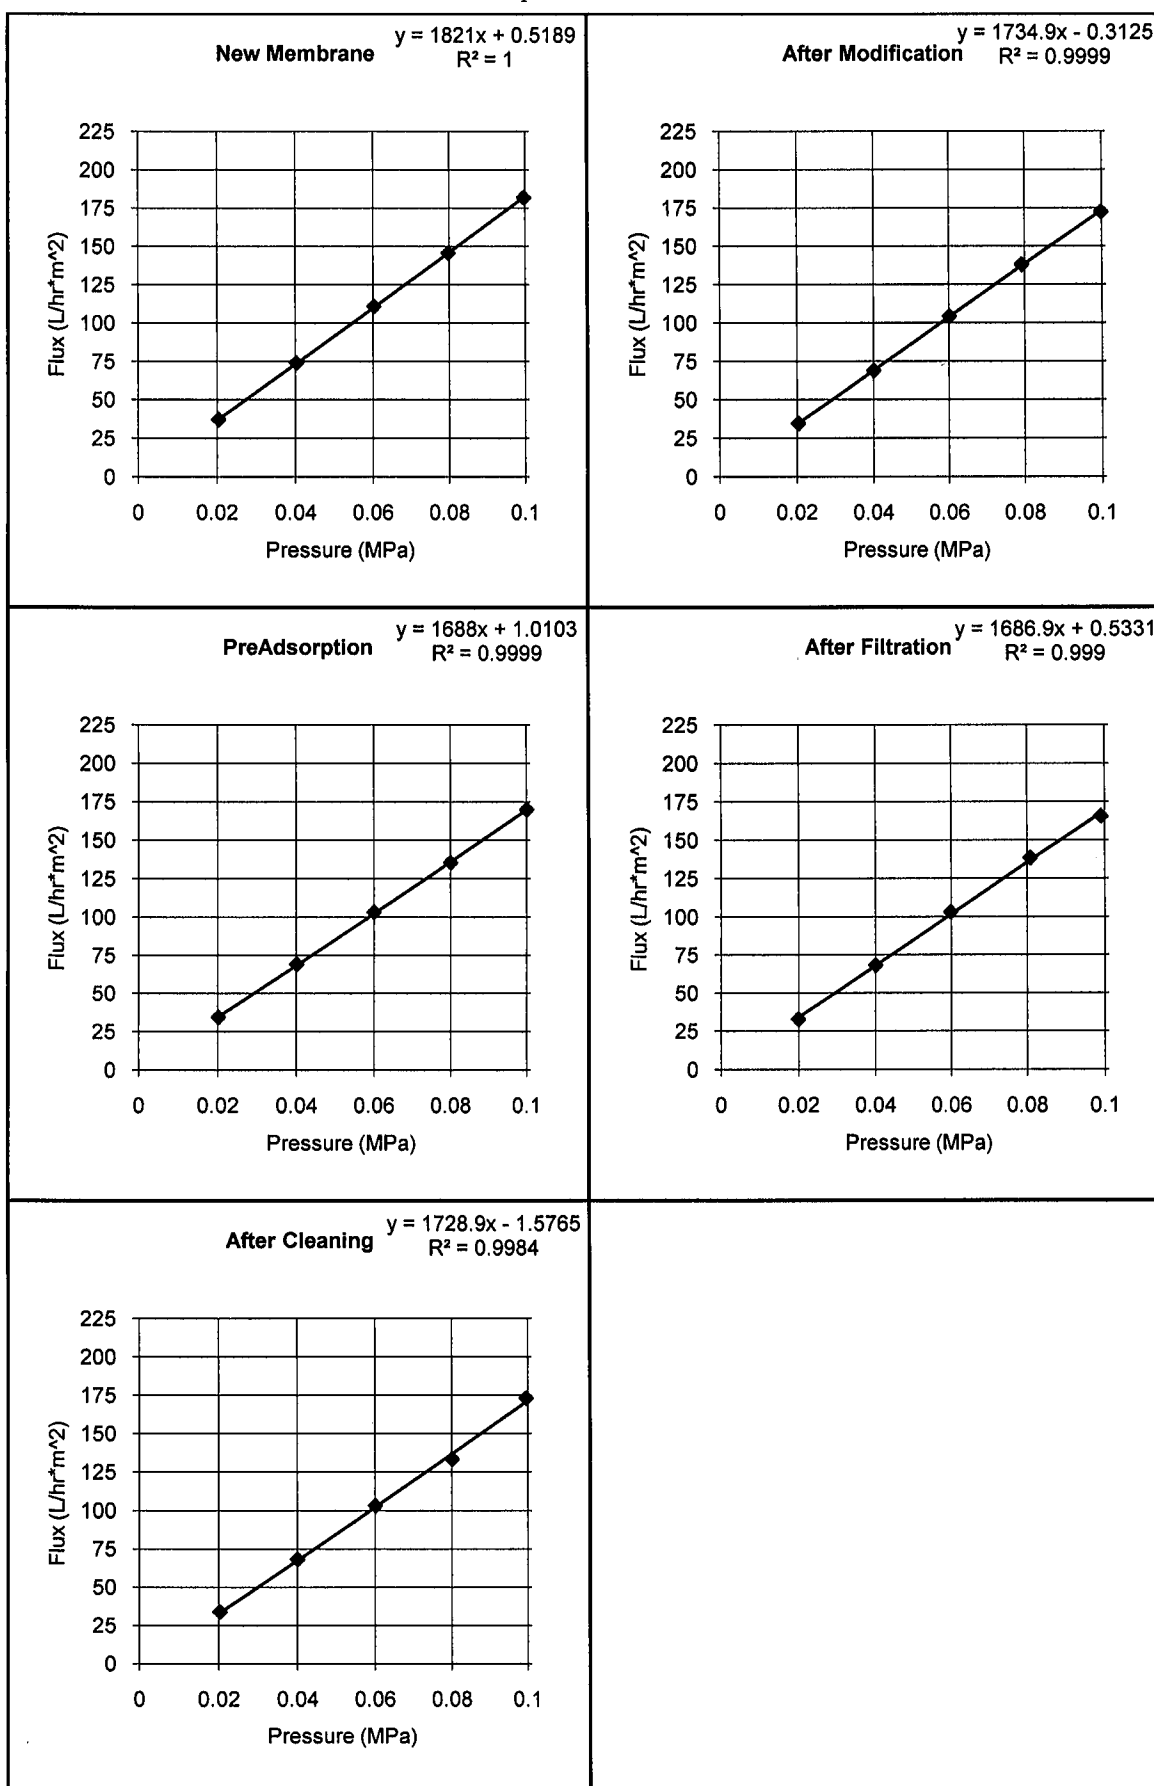 New Membrane
y = 1821x + 0.5189
R² = 1
225
200
175
150
125
100
75
50
25
0
Flux (L/hr*m^2)
0 0.02 0.04 0.06 0.08 0.1
Pressure (MPa)
After Modification
y = 1734.9x - 0.3125
R² = 0.9999
225
200
175
150
125
100
75
50
25
0
Flux (L/hr*m^2)
0 0.02 0.04 0.06 0.08 0.1
Pressure (MPa)
PreAdsorption
y = 1688x + 1.0103
R² = 0.9999
225
200
175
150
125
100
75
50
25
0
Flux (L/hr*m^2)
0 0.02 0.04 0.06 0.08 0.1
Pressure (MPa)
After Filtration
y = 1686.9x + 0.5331
R² = 0.999
225
200
175
150
125
100
75
50
25
0
Flux (L/hr*m^2)
0 0.02 0.04 0.06 0.08 0.1
Pressure (MPa)
After Cleaning
y = 1728.9x - 1.5765
R² = 0.9984
225
200
175
150
125
100
75
50
25
0
Flux (L/hr*m^2)
0 0.02 0.04 0.06 0.08 0.1
Pressure (MPa)